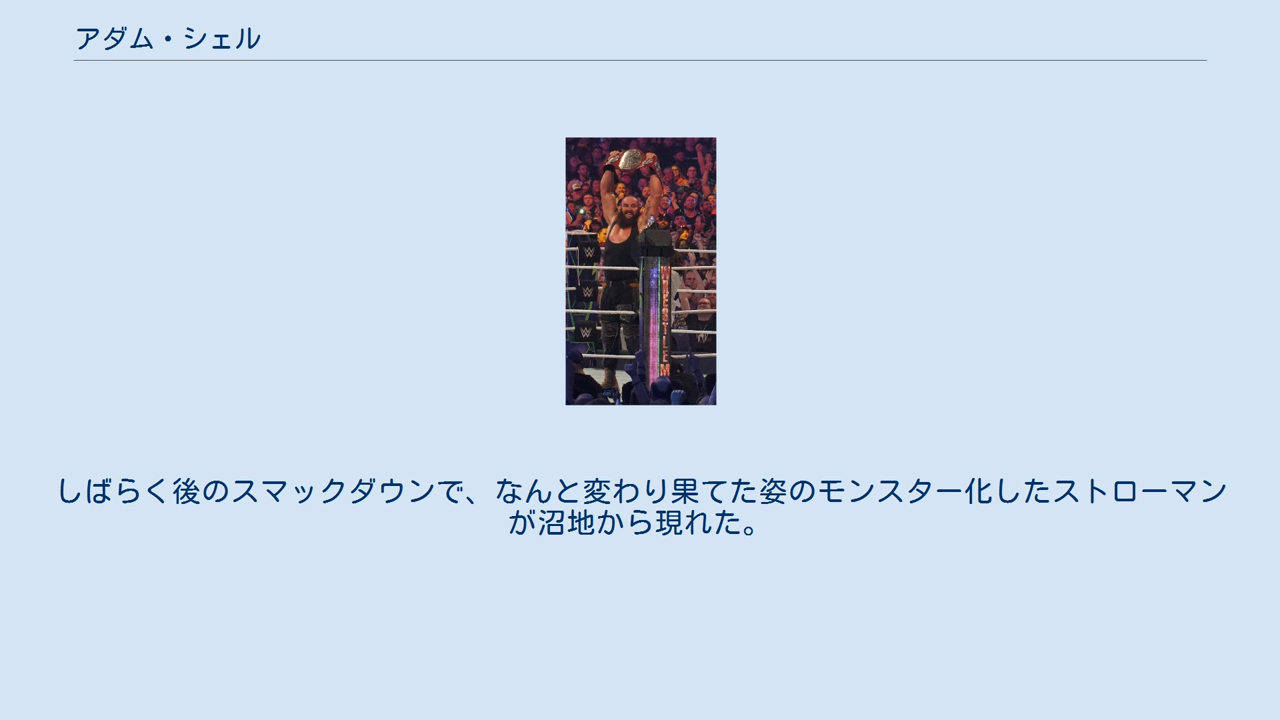 アダム・シェル
W
W
W
WRESTLEM
しばらく後のスマックダウンで、なんと変わり果てた姿のモンスター化したストローマン
が沼地から現れた。